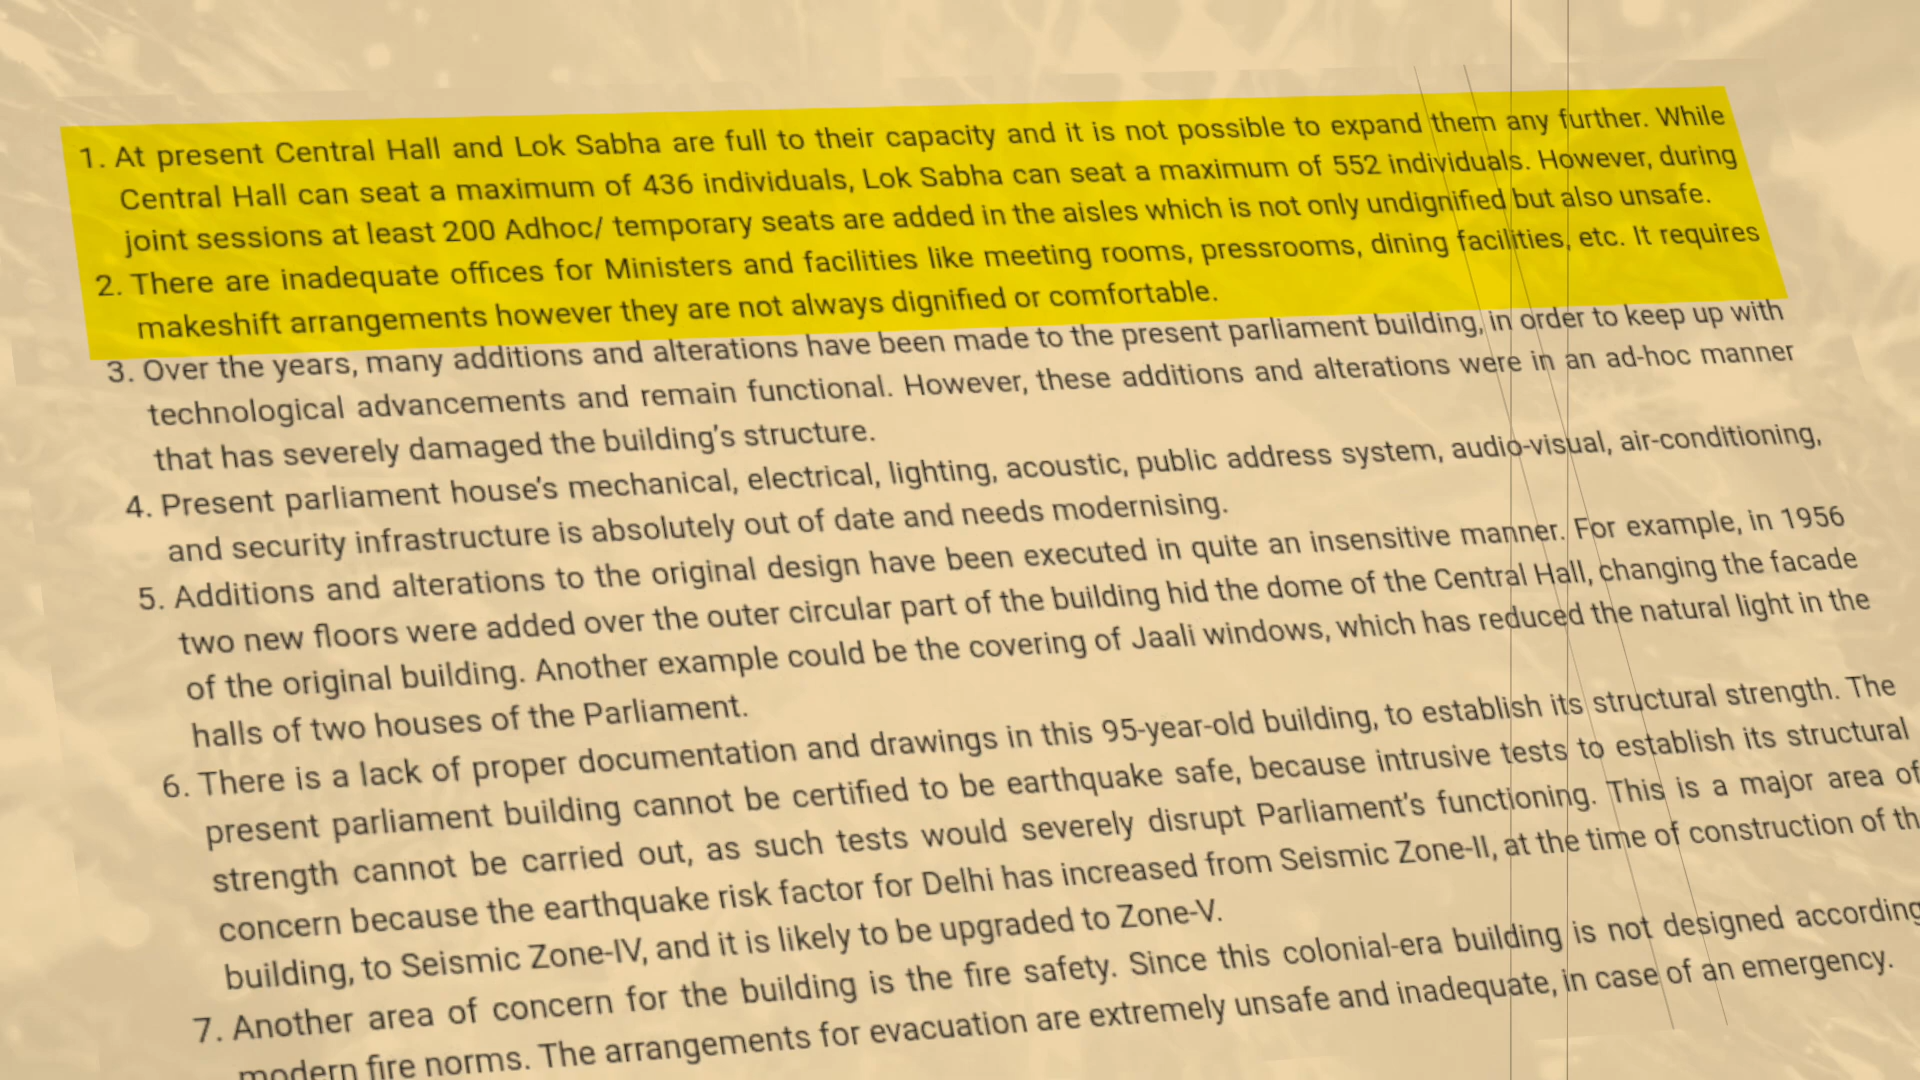 1. At present Central Hall and Lok Sabha are full to their capacity and it is not possible to expand them any further. While
Central Hall can seat a maximum of 436 individuals, Lok Sabha can seat a maximum of 552 individuals. However, during
joint sessions at least 200 Adhoc/ temporary seats are added in the aisles which is not only undignified but also unsafe.
2. There are inadequate offices for Ministers and facilities like meeting rooms, pressrooms, dining facilities, etc. It requires
makeshift arrangements however they are not always dignified or comfortable.
3. Over the years, many additions and alterations have been made to the present parliament building, in order to keep up with
technological advancements and remain functional. However, these additions and alterations were in an ad-hoc manner
that has severely damaged the building's structure.
4. Present parliament house's mechanical, electrical, lighting, acoustic, public address system, audio-visual, air-conditioning,
and security infrastructure is absolutely out of date and needs modernising.
5. Additions and alterations to the original design have been executed in quite an insensitive manner. For example, in 1956
two new floors were added over the outer circular part of the building hid the dome of the Central Hall, changing the facade
of the original building. Another example could be the covering of Jaali windows, which has reduced the natural light in the
halls of two houses of the Parliament.
6. There is a lack of proper documentation and drawings in this 95-year-old building, to establish its structural strength. The
present parliament building cannot be certified to be earthquake safe, because intrusive tests to establish its structural
strength cannot be carried out, as such tests would severely disrupt Parliament's functioning. This is a major area of
concern because the earthquake risk factor for Delhi has increased from Seismic Zone-II, at the time of construction of th
building, to Seismic Zone-IV, and it is likely to be upgraded to Zone-V.
7. Another area of concern for the building is the fire safety. Since this colonial-era building is not designed according
modern fire norms. The arrangements for evacuation are extremely unsafe and inadequate, in case of an emergency.